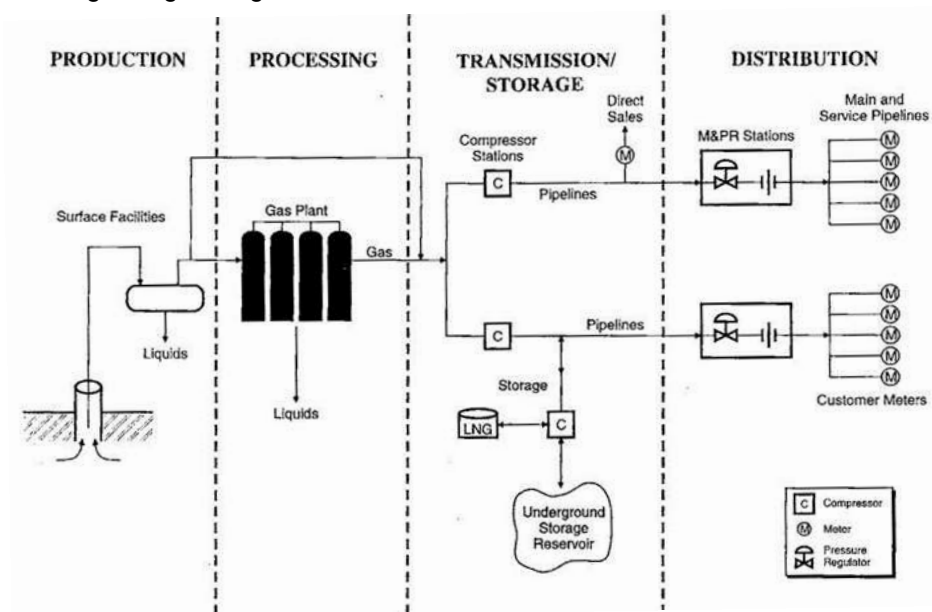 PRODUCTION
PROCESSING
TRANSMISSION/
STORAGE
DISTRIBUTION
Direct
Sales
M
Compressor
Stations
C
Pipelines
M&PR Stations
Main and
Service Pipelines
M
M
M
M
M
Surface Facilities
Gas Plant
Gas
Liquids
Liquids
C
Pipelines
Storage
LNG
C
Underground
Storage
Reservoir
M
M
M
M
M
Customer Meters
C Compressor
M Meter
Pressure
Regulator